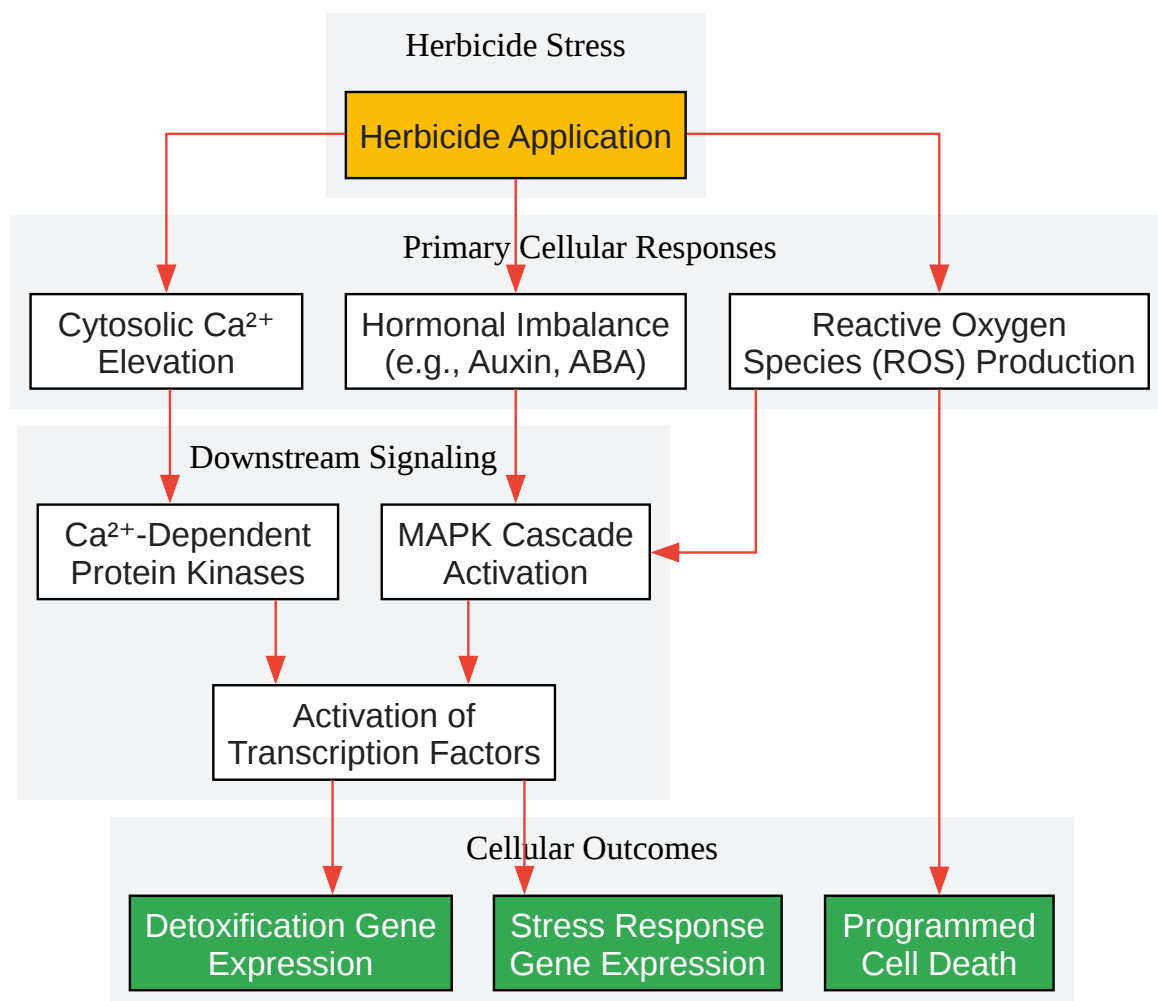 Herbicide Stress
Herbicide Application
Primary Cellular Responses
Cytosolic Ca²⁺
Elevation
Hormonal Imbalance
(e.g., Auxin, ABA)
Reactive Oxygen
Species (ROS) Production
Downstream Signaling
Ca²⁺-Dependent
Protein Kinases
MAPK Cascade
Activation
Activation of
Transcription Factors
Cellular Outcomes
Detoxification Gene
Expression
Stress Response
Gene Expression
Programmed
Cell Death